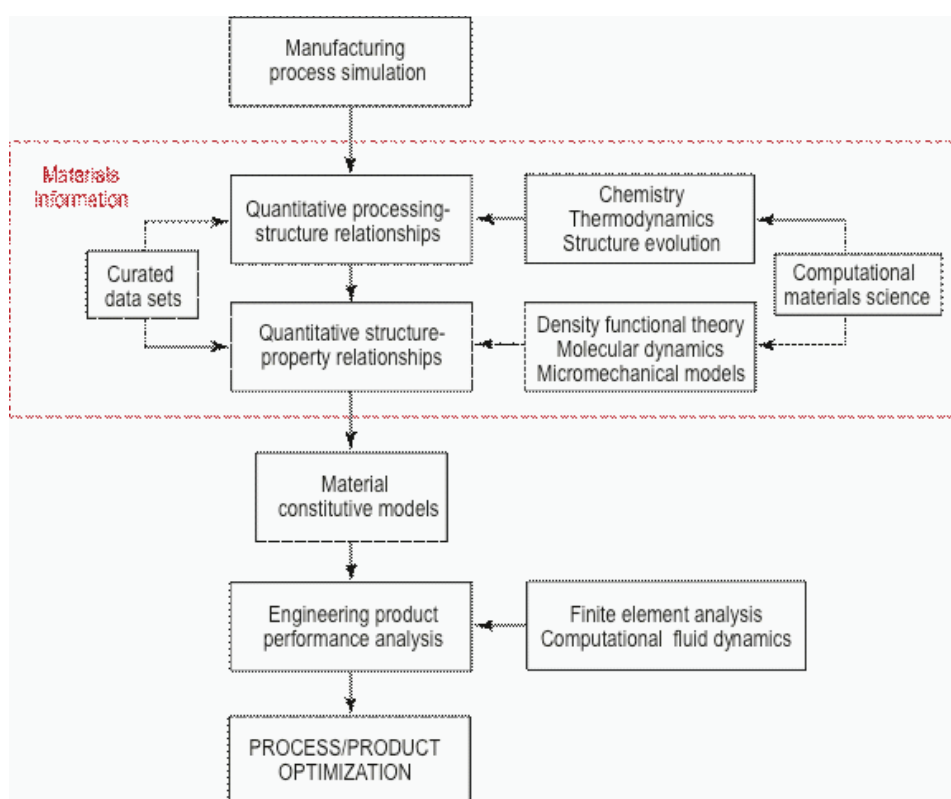 Manufacturing
process simulation
Materials
Information
Quantitative processing-
structure relationships
Chemistry
Thermodynamics
Structure evolution
Curated
data sets
Computational
materials science
Quantitative structure-
property relationships
Density functional theory
Molecular dynamics
Micromechanical models
Material
constitutive models
Engineering product
performance analysis
Finite element analysis
Computational fluid dynamics
PROCESS/PRODUCT
OPTIMIZATION